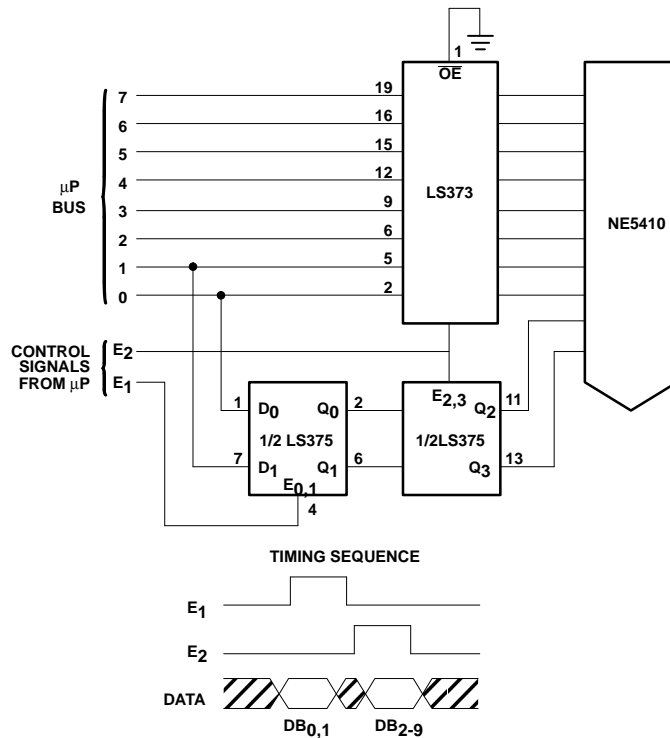 1
OE
7 19
6 16
5 15
4 12
3 9
2 6
1 5
0 2
μP
BUS
LS373
NE5410
CONTROL
SIGNALS
FROM μP
E2
E1
1 D0 Q0 2
1/2 LS375
7 D1 Q1 6
E0,1
4
E2,3
Q2 11
1/2LS375
Q3 13
TIMING SEQUENCE
E1
E2
DATA
DB0,1 DB2-9